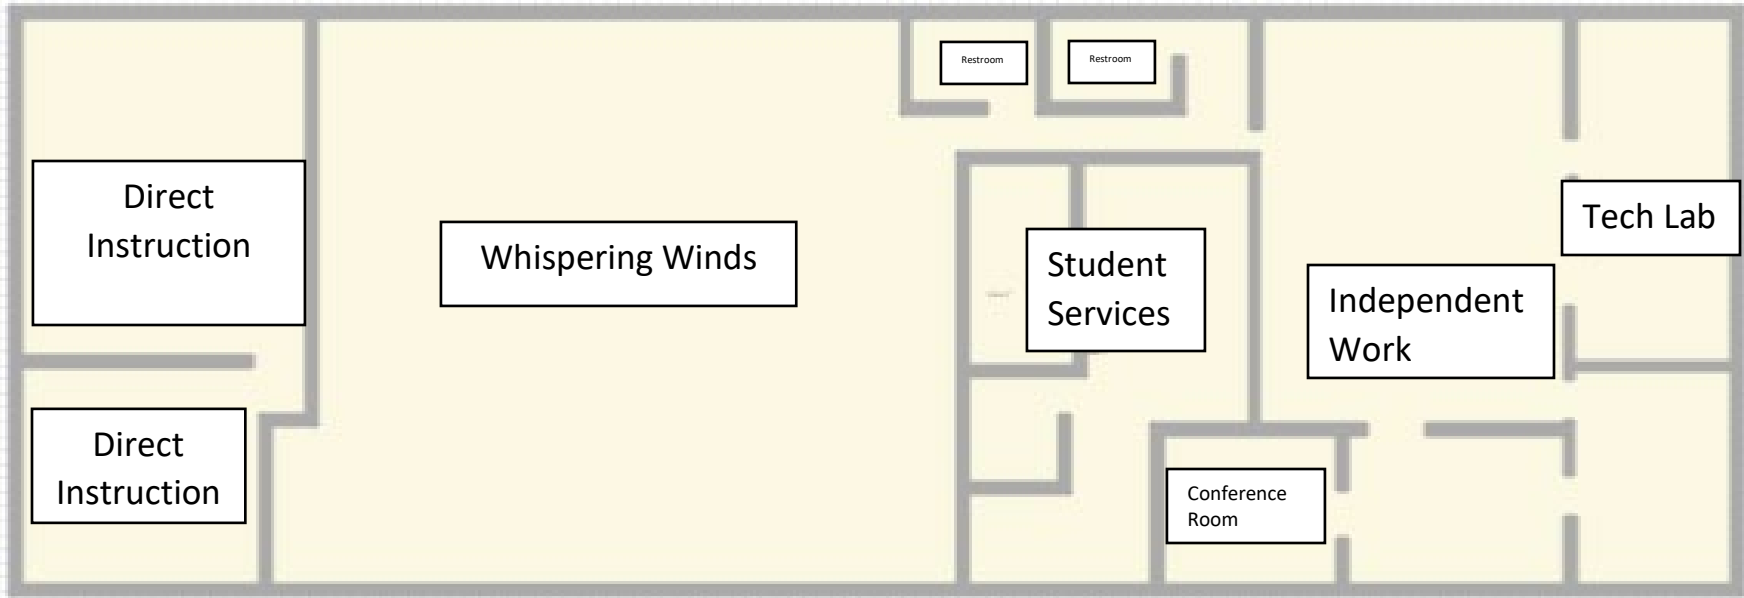 Restroom
Restroom
Direct
Instruction
Whispering Winds
Student
Services
Tech Lab
Independent
Work
Direct
Instruction
Conference
Room